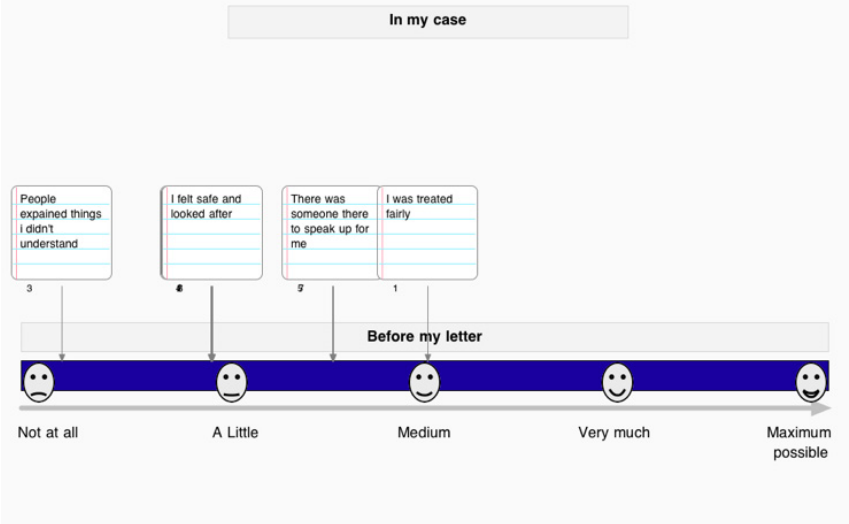 In my case
People
expained things
i didn't
understand
I felt safe and
looked after
There was
someone there
to speak up for
me
I was treated
fairly
3
1
Before my letter
Not at all
A Little
Medium
Very much
Maximum
possible